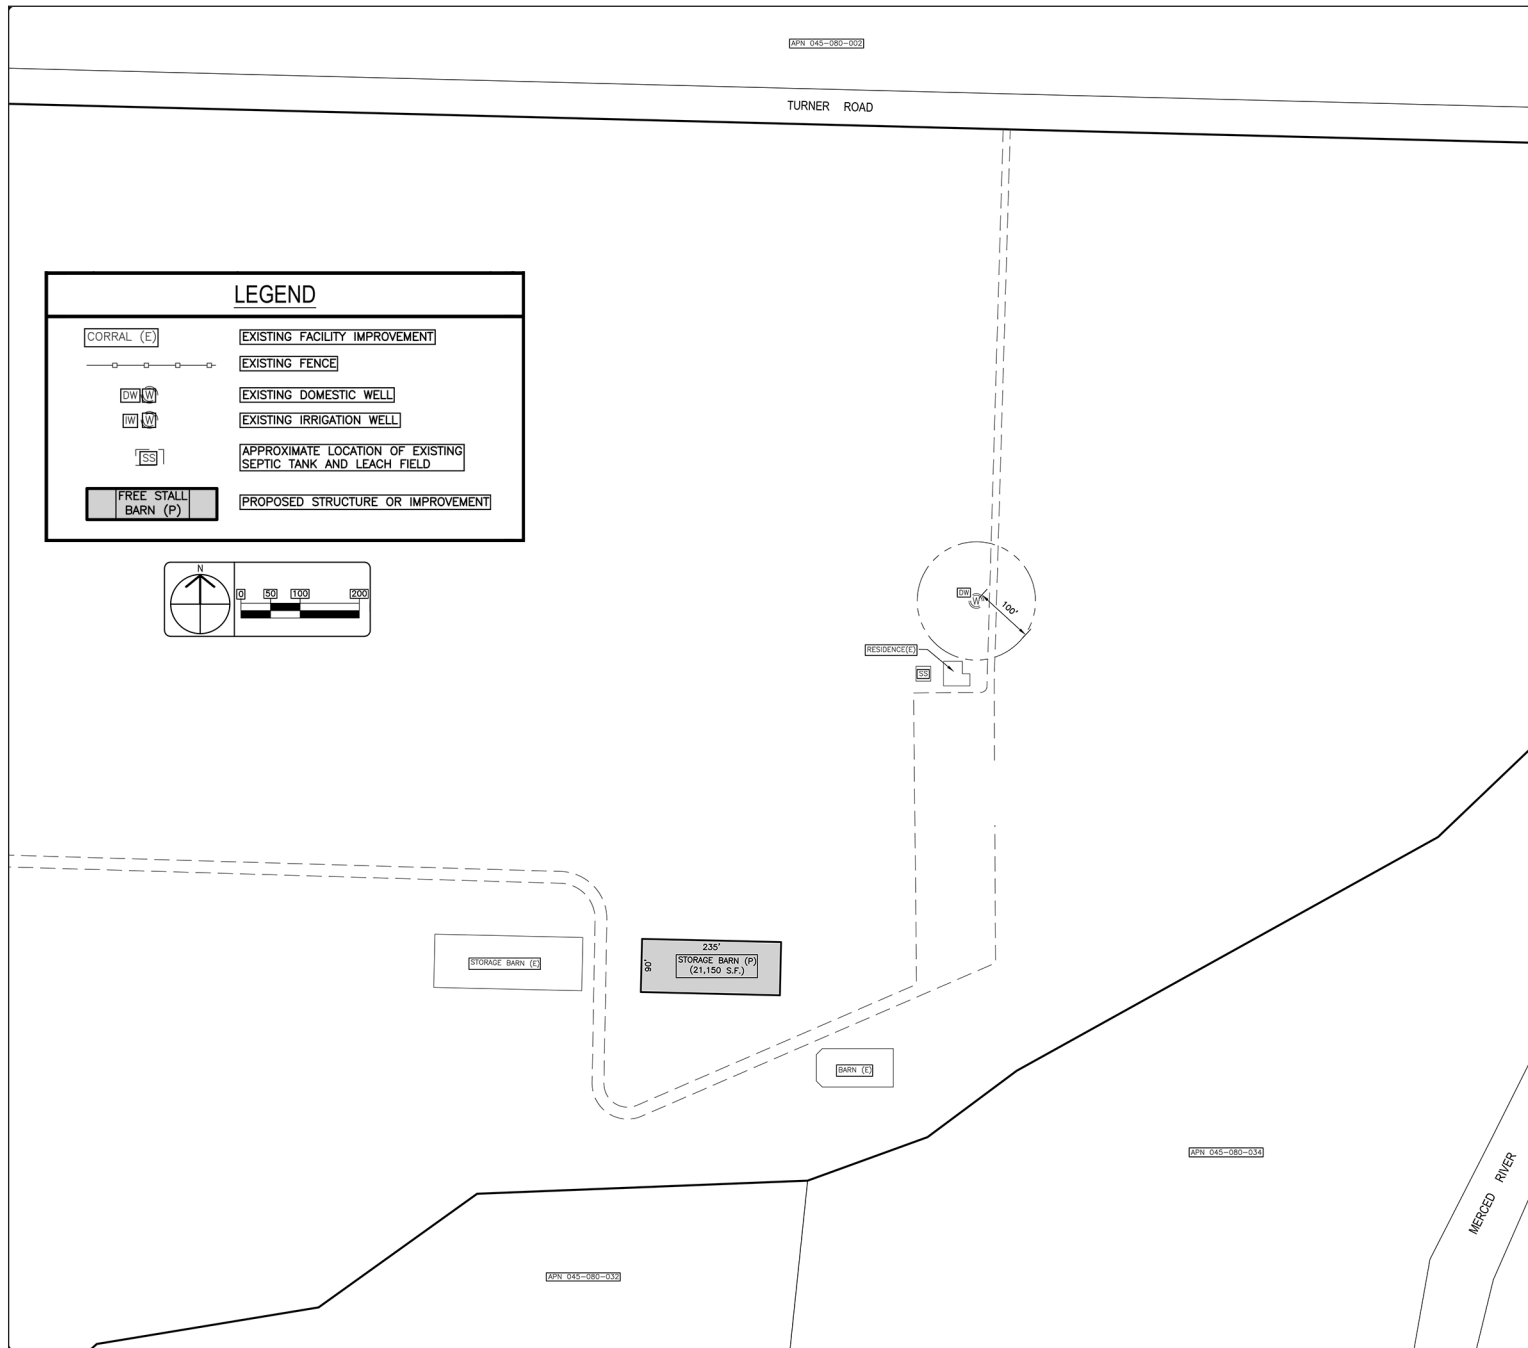 APN 045-080-002
TURNER ROAD
LEGEND
CORRAL (E)
EXISTING FACILITY IMPROVEMENT
EXISTING FENCE
DW W
EXISTING DOMESTIC WELL
IW W
EXISTING IRRIGATION WELL
SS
APPROXIMATE LOCATION OF EXISTING
SEPTIC TANK AND LEACH FIELD
FREE STALL
BARN (P)
PROPOSED STRUCTURE OR IMPROVEMENT
N
0 50 100 200
DW
W
100'
RESIDENCE(E)
SS
STORAGE BARN (E)
235'
90'
STORAGE BARN (P)
(21,150 S.F.)
BARN (E)
APN 045-080-034
MERCED RIVER
APN 045-080-032